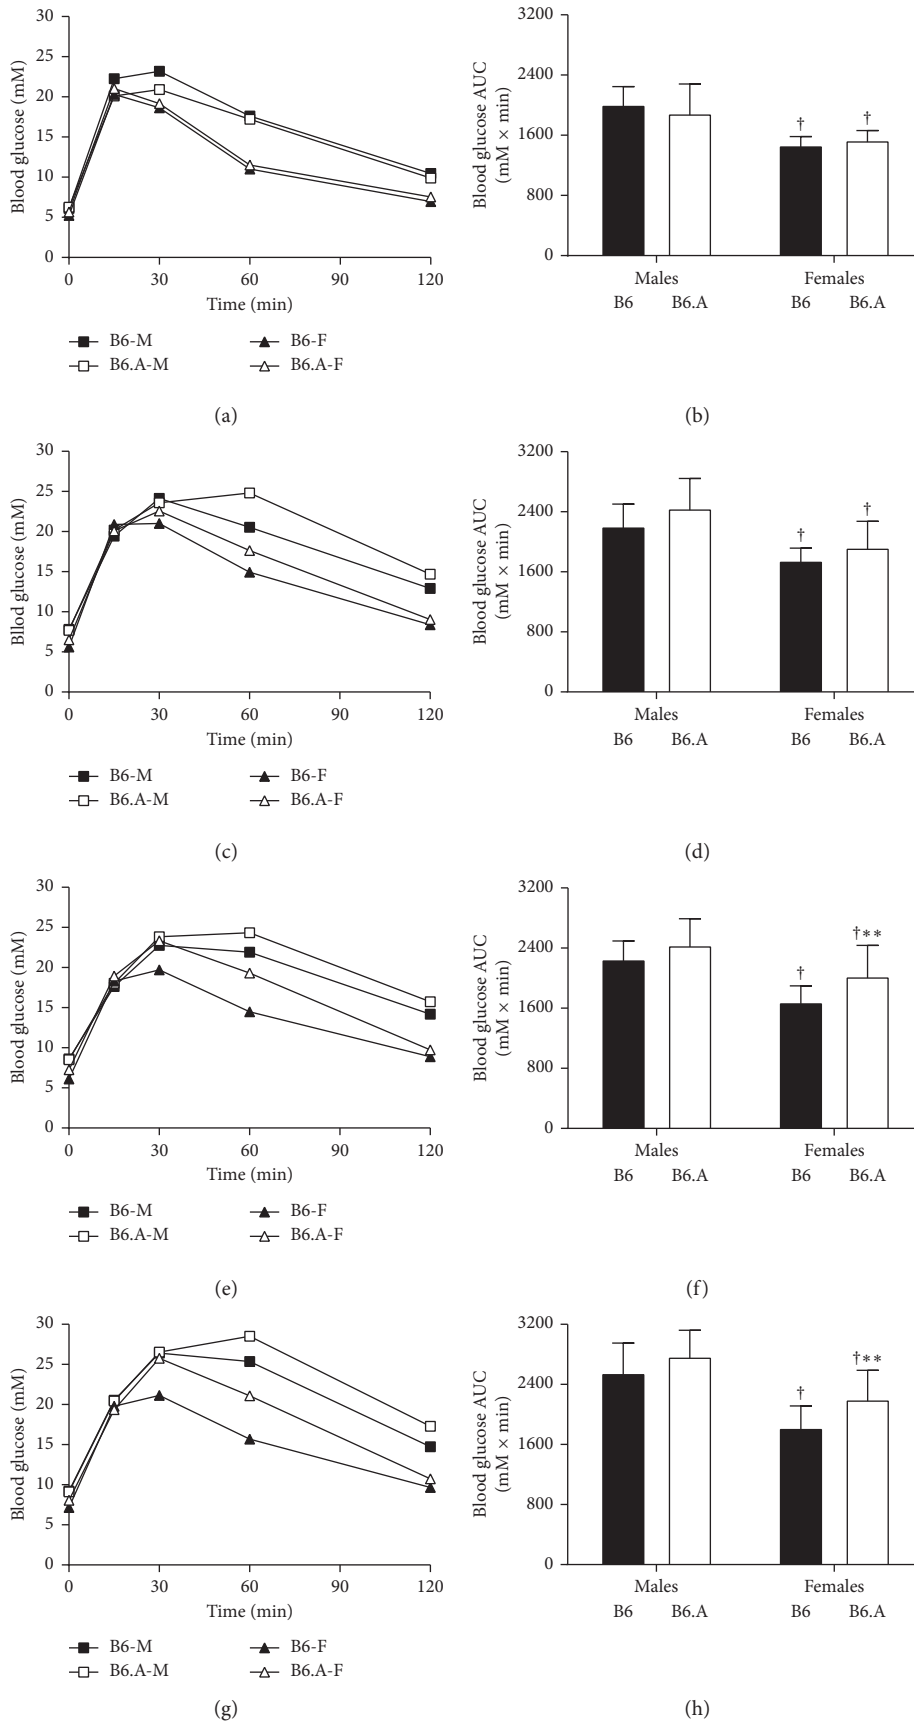 30
25
20
15
10
5
0
Blood glucose (mM)
0 30 60 90 120
Time (min)
B6-M B6-F
B6.A-M B6.A-F
(a)
3200
2400
1600
800
0
Blood glucose AUC
(mM × min)
† †
Males Females
B6 B6.A B6 B6.A
(b)
30
25
20
15
10
5
0
Bllod glucose (mM)
0 30 60 90 120
Time (min)
B6-M B6-F
B6.A-M B6.A-F
(c)
3200
2400
1600
800
0
Blood glucose AUC
(mM × min)
† †
Males Females
B6 B6.A B6 B6.A
(d)
30
25
20
15
10
5
0
Blood glucose (mM)
0 30 60 90 120
Time (min)
B6-M B6-F
B6.A-M B6.A-F
(e)
3200
2400
1600
800
0
Blood glucose AUC
(mM × min)
† †**
Males Females
B6 B6.A B6 B6.A
(f)
30
25
20
15
10
5
0
Blood glucose (mM)
0 30 60 90 120
Time (min)
B6-M B6-F
B6.A-M B6.A-F
(g)
3200
2400
1600
800
0
Blood glucose AUC
(mM × min)
† †**
Males Females
B6 B6.A B6 B6.A
(h)